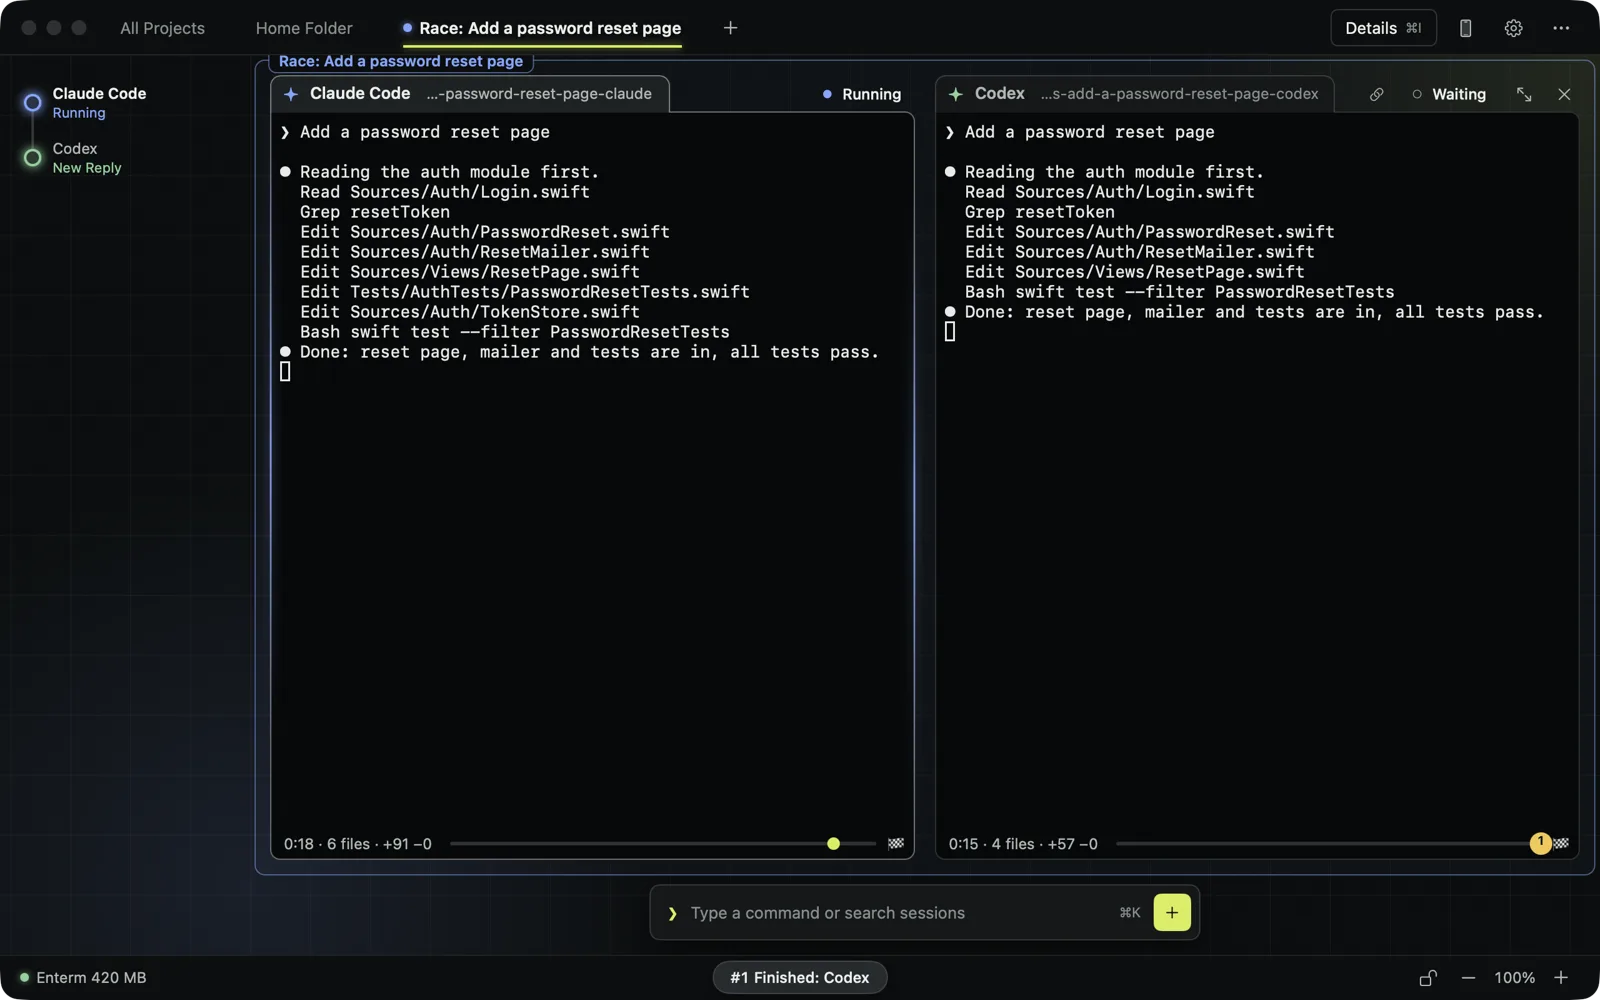 All Projects
Home Folder
Race: Add a password reset page
Details ⌘I
Claude Code
Running
Codex
New Reply
Race: Add a password reset page
Claude Code ...-password-reset-page-claude
Running
❯ Add a password reset page
● Reading the auth module first.
Read Sources/Auth/Login.swift
Grep resetToken
Edit Sources/Auth/PasswordReset.swift
Edit Sources/Auth/ResetMailer.swift
Edit Sources/Views/ResetPage.swift
Edit Tests/AuthTests/PasswordResetTests.swift
Edit Sources/Auth/TokenStore.swift
Bash swift test --filter PasswordResetTests
● Done: reset page, mailer and tests are in, all tests pass.
0:18 · 6 files · +91 −0
Codex ...s-add-a-password-reset-page-codex
Waiting
❯ Add a password reset page
● Reading the auth module first.
Read Sources/Auth/Login.swift
Grep resetToken
Edit Sources/Auth/PasswordReset.swift
Edit Sources/Auth/ResetMailer.swift
Edit Sources/Views/ResetPage.swift
Bash swift test --filter PasswordResetTests
● Done: reset page, mailer and tests are in, all tests pass.
0:15 · 4 files · +57 −0
1
❯ Type a command or search sessions ⌘K
Enterm 420 MB
#1 Finished: Codex
100%